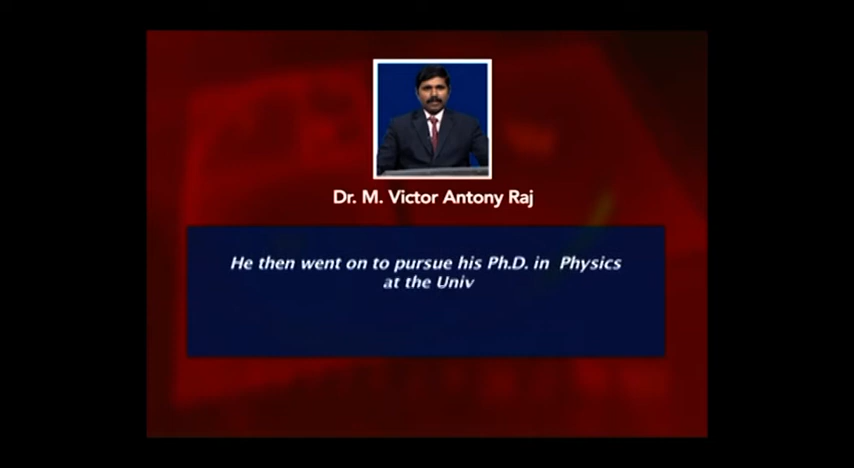 Dr. M. Victor Antony Raj
He then went on to pursue his Ph.D. in Physics
at the Univ